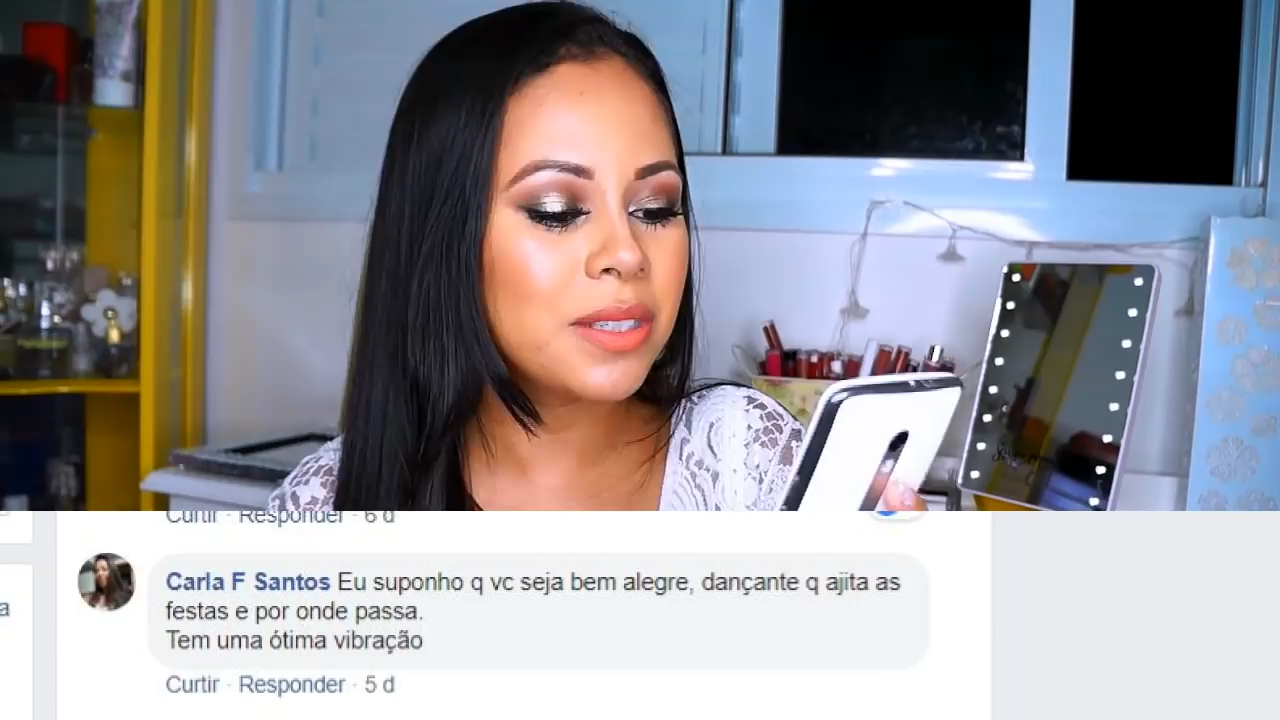 Curtir · Responder · 6 d
Carla F Santos Eu suponho q vc seja bem alegre, dançante q ajita as
festas e por onde passa.
Tem uma ótima vibração
Curtir · Responder · 5 d
a